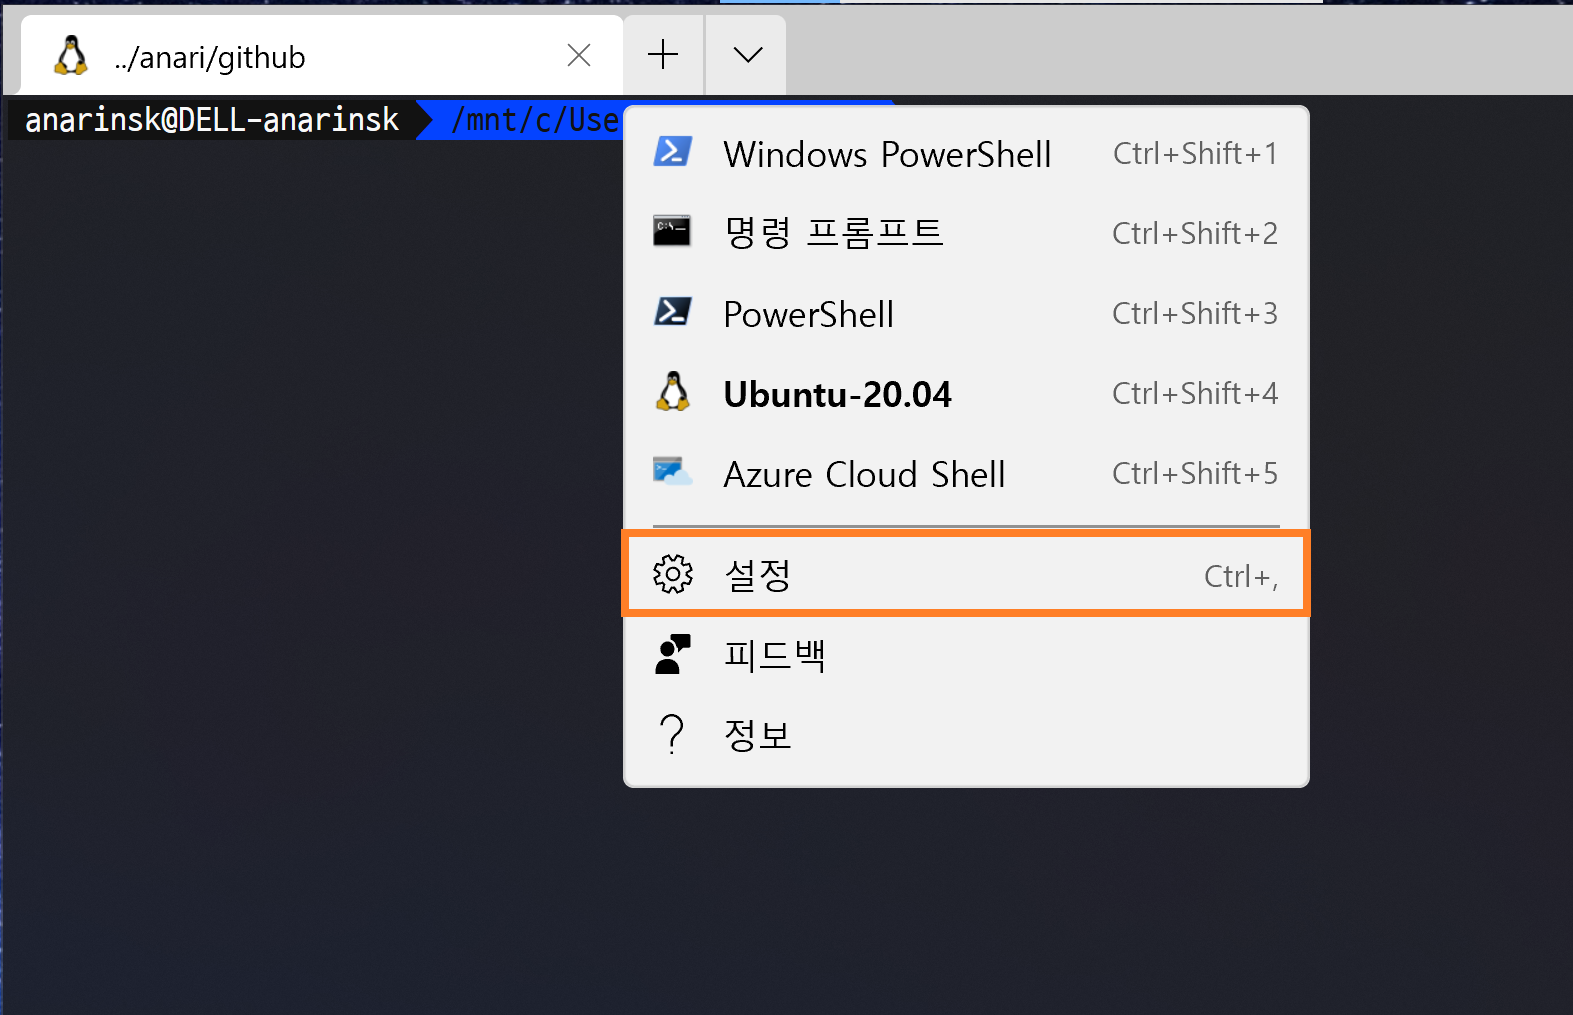 ../anari/github
anarinsk@DELL-anarinsk /mnt/c/Use
Windows PowerShell Ctrl+Shift+1
명령 프롬프트 Ctrl+Shift+2
PowerShell Ctrl+Shift+3
Ubuntu-20.04 Ctrl+Shift+4
Azure Cloud Shell Ctrl+Shift+5
설정 Ctrl+,
피드백
정보